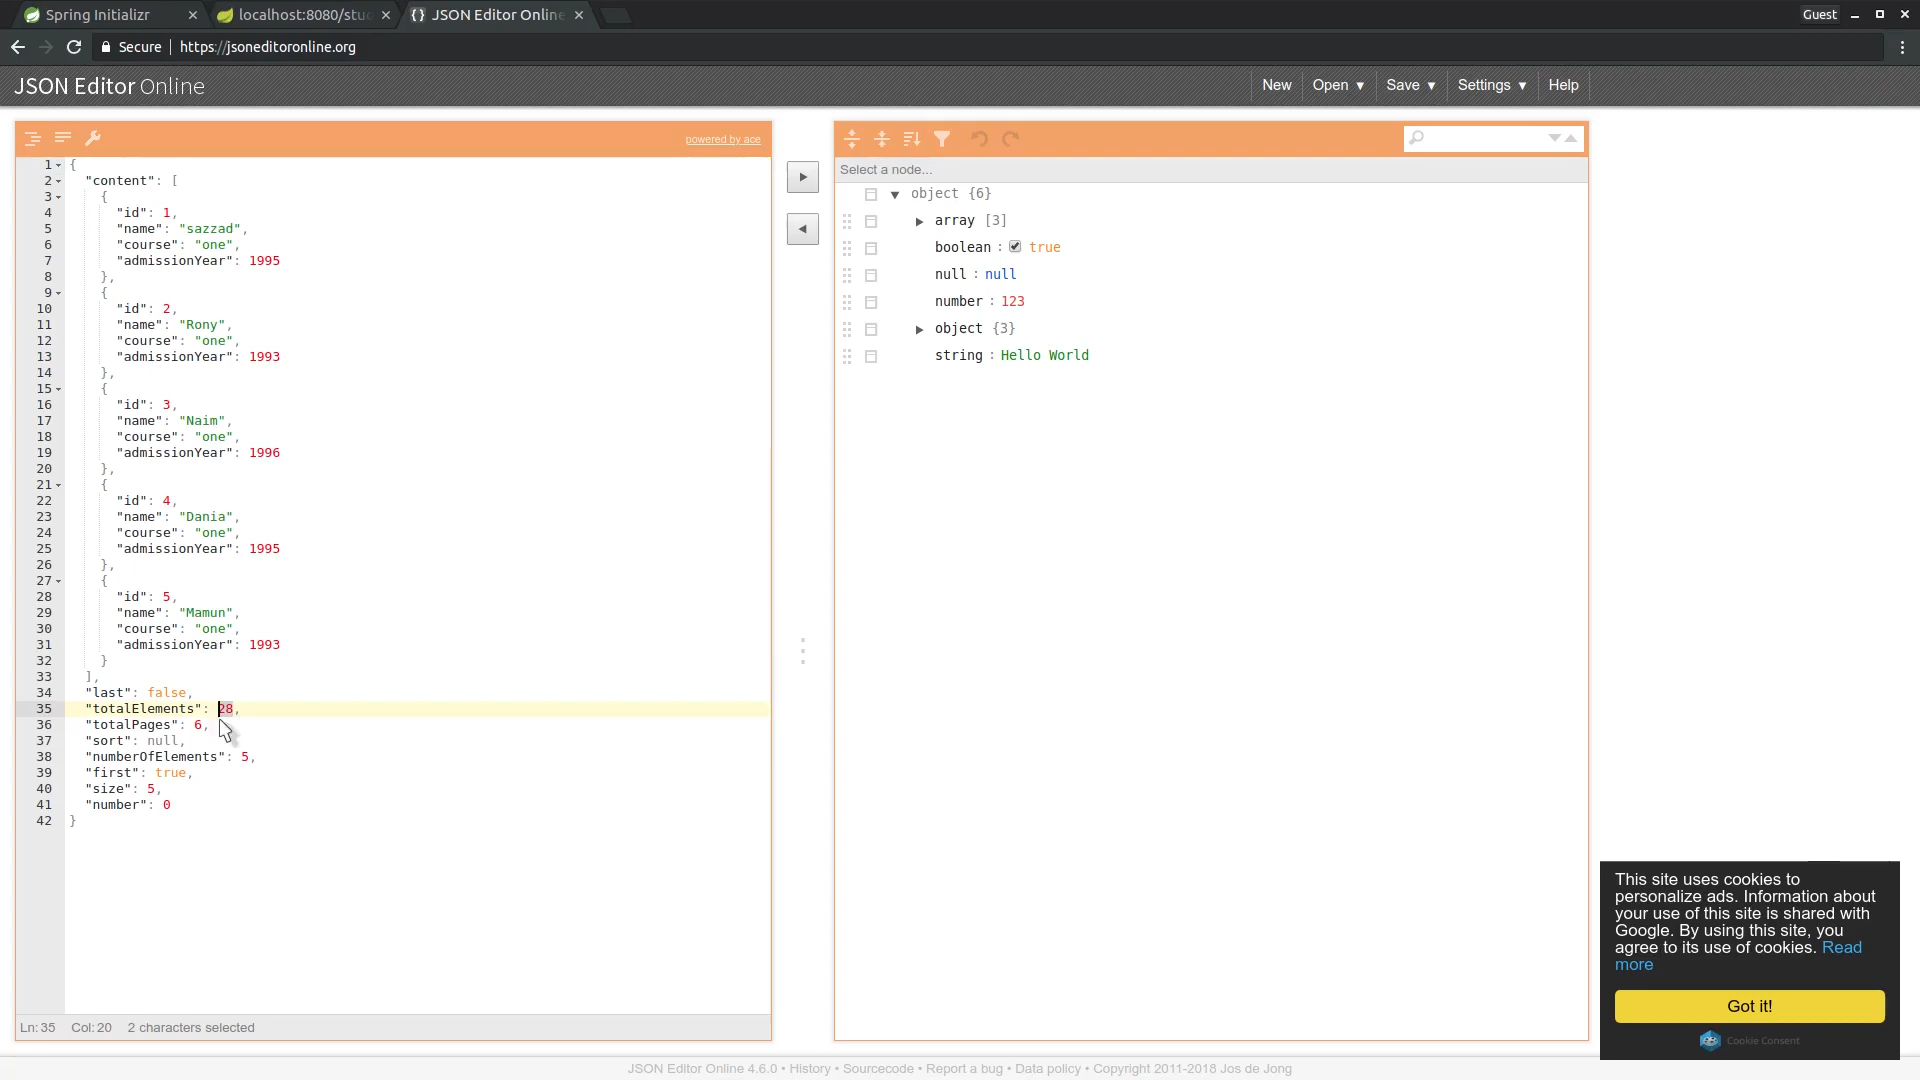 Spring Initializr
localhost:8080/stu
JSON Editor Online
Guest
Secure
https://jsoneditoronline.org
JSON Editor Online
New
Open ▼
Save ▼
Settings ▼
Help
powered by ace
1 {
2 "content": [
3 {
4 "id": 1,
5 "name": "sazzad",
6 "course": "one",
7 "admissionYear": 1995
8 },
9 {
10 "id": 2,
11 "name": "Rony",
12 "course": "one",
13 "admissionYear": 1993
14 },
15 {
16 "id": 3,
17 "name": "Naim",
18 "course": "one",
19 "admissionYear": 1996
20 },
21 {
22 "id": 4,
23 "name": "Dania",
24 "course": "one",
25 "admissionYear": 1995
26 },
27 {
28 "id": 5,
29 "name": "Mamun",
30 "course": "one",
31 "admissionYear": 1993
32 }
33 ],
34 "last": false,
35 "totalElements": 28,
36 "totalPages": 6,
37 "sort": null,
38 "numberOfElements": 5,
39 "first": true,
40 "size": 5,
41 "number": 0
42 }
Ln: 35 Col: 20 2 characters selected
Select a node...
object {6}
array [3]
boolean : true
null : null
number : 123
object {3}
string : Hello World
This site uses cookies to
personalize ads. Information about
your use of this site is shared with
Google. By using this site, you
agree to its use of cookies. Read
more
Got it!
Cookie Consent
JSON Editor Online 4.6.0 • History • Sourcecode • Report a bug • Data policy • Copyright 2011-2018 Jos de Jong